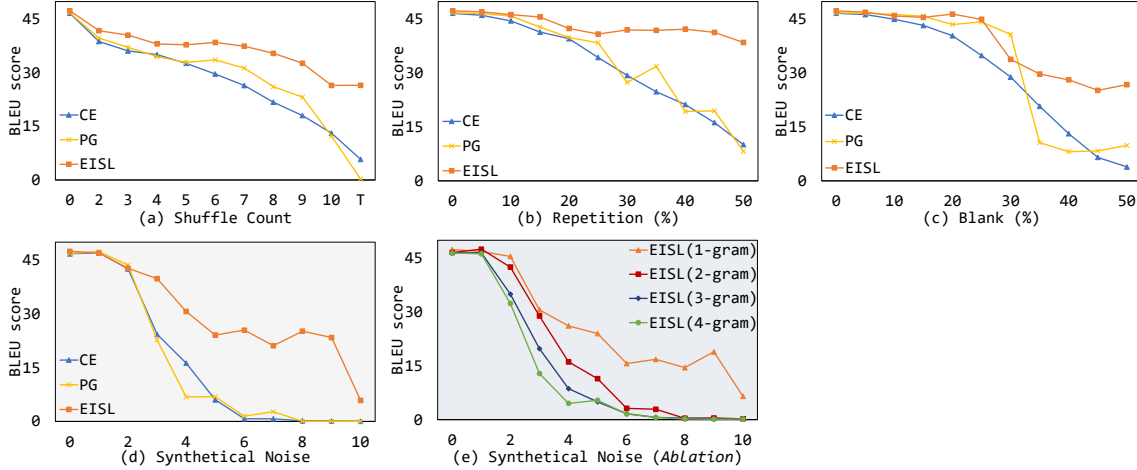 45
30
15
0
BLEU score
CE
PG
EISL
0 2 3 4 5 6 7 8 9 10 T
(a) Shuffle Count
45
30
15
0
BLEU score
CE
PG
EISL
0 10 20 30 40 50
(b) Repetition (%)
45
30
15
0
BLEU score
CE
PG
EISL
0 10 20 30 40 50
(c) Blank (%)
45
30
15
0
BLEU score
CE
PG
EISL
0 2 4 6 8 10
(d) Synthetical Noise
45
30
15
0
BLEU score
EISL(1-gram)
EISL(2-gram)
EISL(3-gram)
EISL(4-gram)
0 2 4 6 8 10
(e) Synthetical Noise (Ablation)